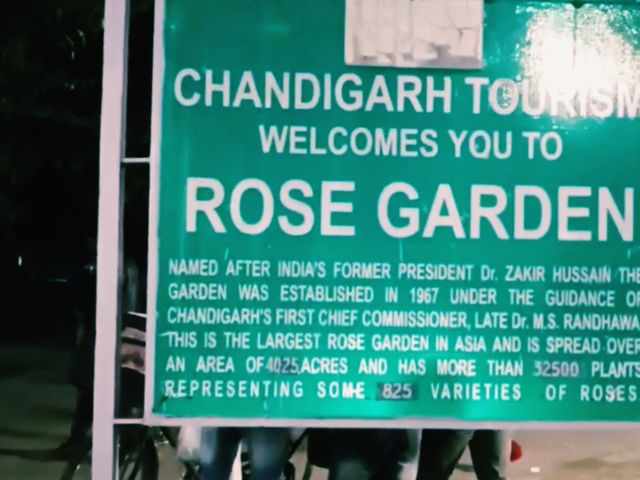 CHANDIGARH TOURISM
WELCOMES YOU TO
ROSE GARDEN
NAMED AFTER INDIA'S FORMER PRESIDENT Dr. ZAKIR HUSSAIN THE
GARDEN WAS ESTABLISHED IN 1967 UNDER THE GUIDANCE OF
CHANDIGARH'S FIRST CHIEF COMMISSIONER, LATE Dr. M.S. RANDHAWA
THIS IS THE LARGEST ROSE GARDEN IN ASIA AND IS SPREAD OVER
AN AREA OF 4025, ACRES AND HAS MORE THAN 32500 PLANTS
REPRESENTING SOME 825 VARIETIES OF ROSES